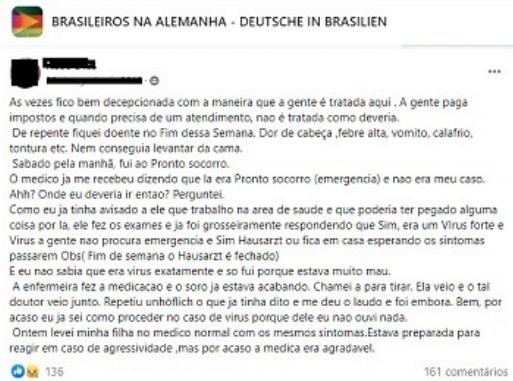 BRASILEIROS NA ALEMANHA - DEUTSCHE IN BRASILIEN
As vezes fico bem decepcionada com a maneira que a gente é tratada aqui . A gente paga
impostos e quando precisa de um atendimento, nao é tratada como deveria.
De repente fiquei doente no Fim dessa Semana. Dor de cabeça ,febre alta, vomito, calafrio,
tontura etc. Nem conseguia levantar da cama.
Sabado pela manhã, fui ao Pronto socorro.
O medico ja me recebeu dizendo que la era Pronto socorro (emergencia) e nao era meu caso.
Ahh? Onde eu deveria ir entao? Perguntei.
Como eu ja tinha avisado a ele que trabalho na area de saude e que poderia ter pegado alguma
coisa por la, ele fez os exames e ja foi grosseiramente respondendo que Sim, era um VIrus forte e
Virus a gente nao procura emergencia e Sim Hausarzt ou fica em casa esperando os sintomas
passarem Obs( Fim de semana o Hausarzt é fechado)
E eu nao sabia que era virus exatamente e so fui porque estava muito mau.
A enfermeira fez a medicacao e o soro ja estava acabando. Chamei a para tirar. Ela veio e o tal
doutor veio junto. Repetiu unhöflich o que ja tinha dito e me deu o laudo e foi embora. Bem, por
acaso eu ja sei como proceder no caso de virus porque dele eu nao ouvi nada.
Ontem levei minha filha no medico normal com os mesmos sintomas.Estava preparada para
reagir em caso de agressividade ,mas por acaso a medica era agradavel.
136
161 comentários